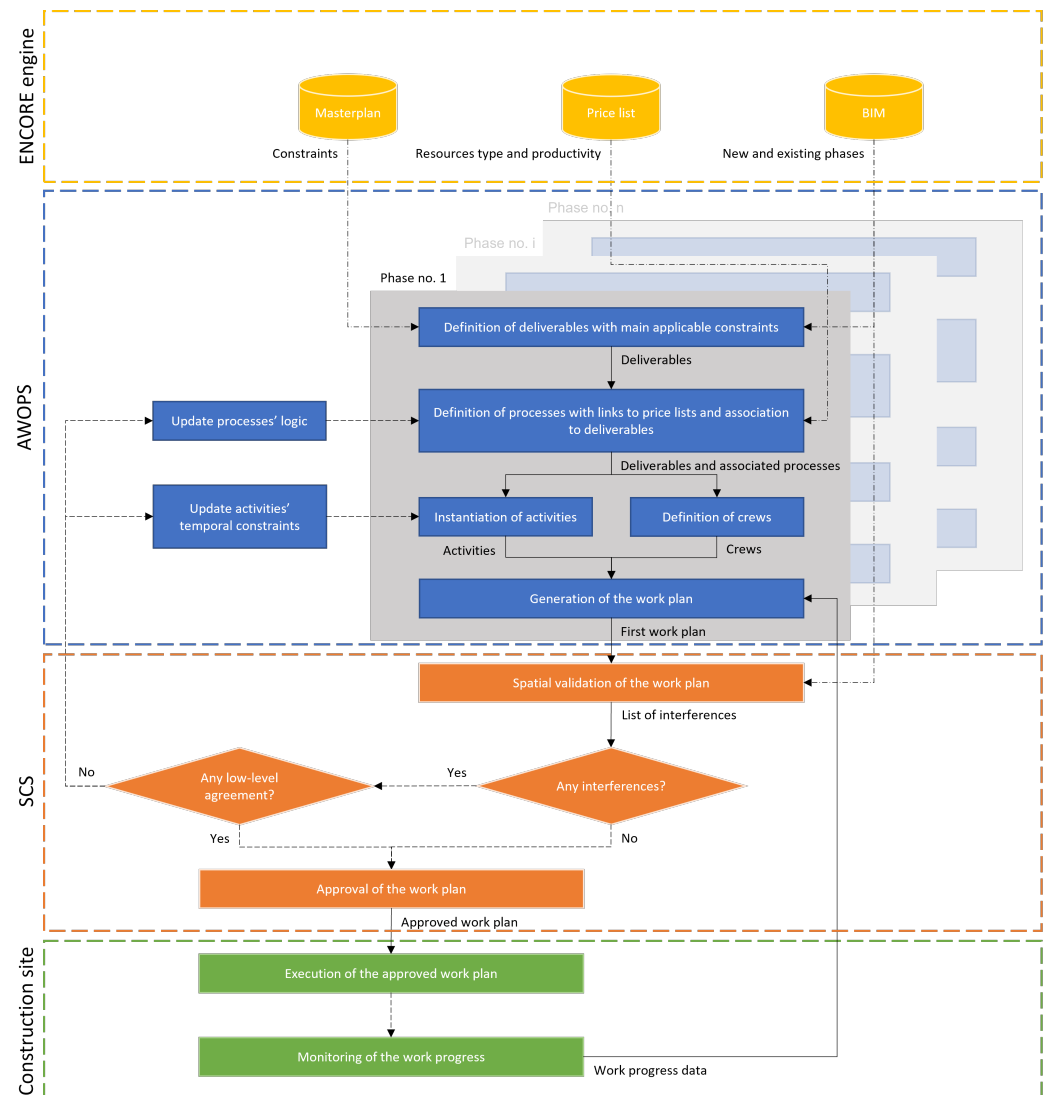 ENCORE engine
Masterplan
Price list
BIM
Constraints
Resources type and productivity
New and existing phases
AWOPS
Phase no. n
Phase no. i
Phase no. 1
Definition of deliverables with main applicable constraints
Deliverables
Update processes’ logic
Definition of processes with links to price lists and association
to deliverables
Deliverables and associated processes
Update activities’
temporal constraints
Instantiation of activities
Definition of crews
Activities
Crews
Generation of the work plan
First work plan
SCS
Spatial validation of the work plan
List of interferences
No
Any low-level
agreement?
Yes
Any interferences?
Yes
No
Approval of the work plan
Approved work plan
Construction site
Execution of the approved work plan
Monitoring of the work progress
Work progress data